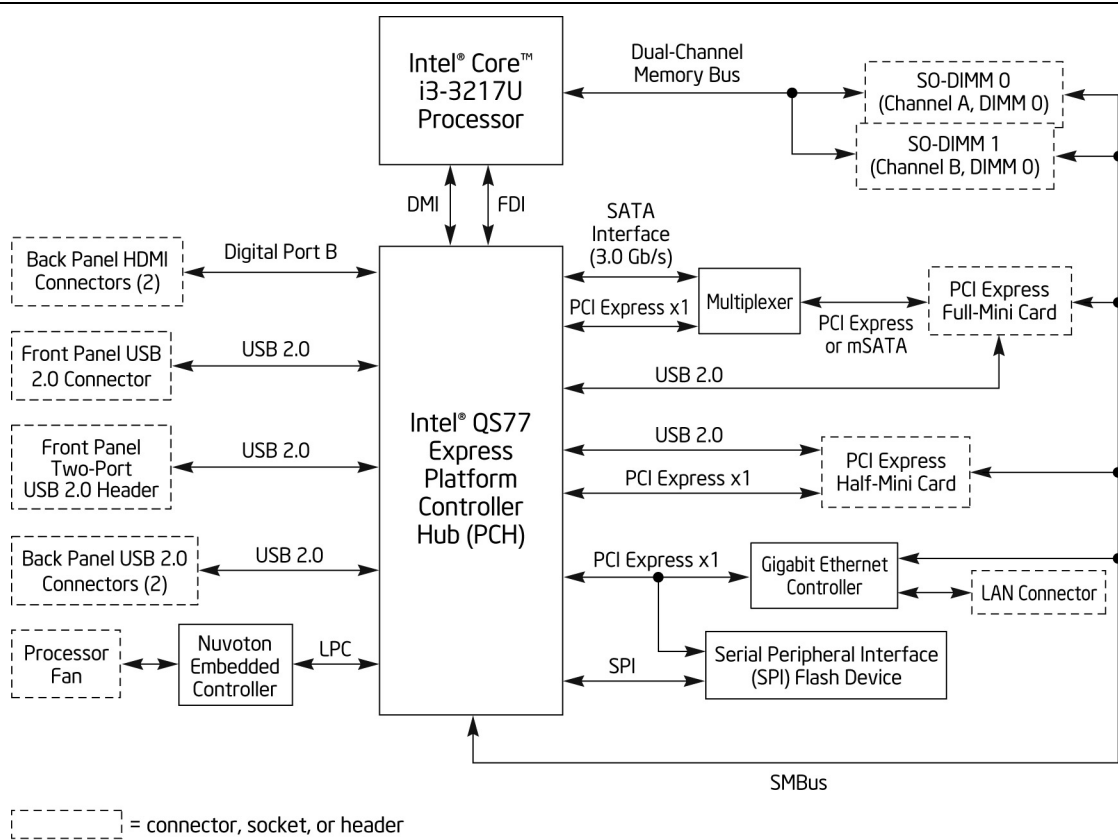 Intel® Core™
i3-3217U
Processor
Dual-Channel
Memory Bus
SO-DIMM 0
(Channel A, DIMM 0)
SO-DIMM 1
(Channel B, DIMM 0)
DMI
FDI
Back Panel HDMI
Connectors (2)
Digital Port B
Front Panel USB
2.0 Connector
USB 2.0
Front Panel
Two-Port
USB 2.0 Header
USB 2.0
Back Panel USB 2.0
Connectors (2)
USB 2.0
Processor
Fan
Nuvoton
Embedded
Controller
LPC
Intel® QS77
Express
Platform
Controller
Hub (PCH)
SATA
Interface
(3.0 Gb/s)
PCI Express x1
Multiplexer
PCI Express
or mSATA
PCI Express
Full-Mini Card
USB 2.0
USB 2.0
PCI Express x1
PCI Express
Half-Mini Card
PCI Express x1
Gigabit Ethernet
Controller
LAN Connector
SPI
Serial Peripheral Interface
(SPI) Flash Device
SMBus
= connector, socket, or header